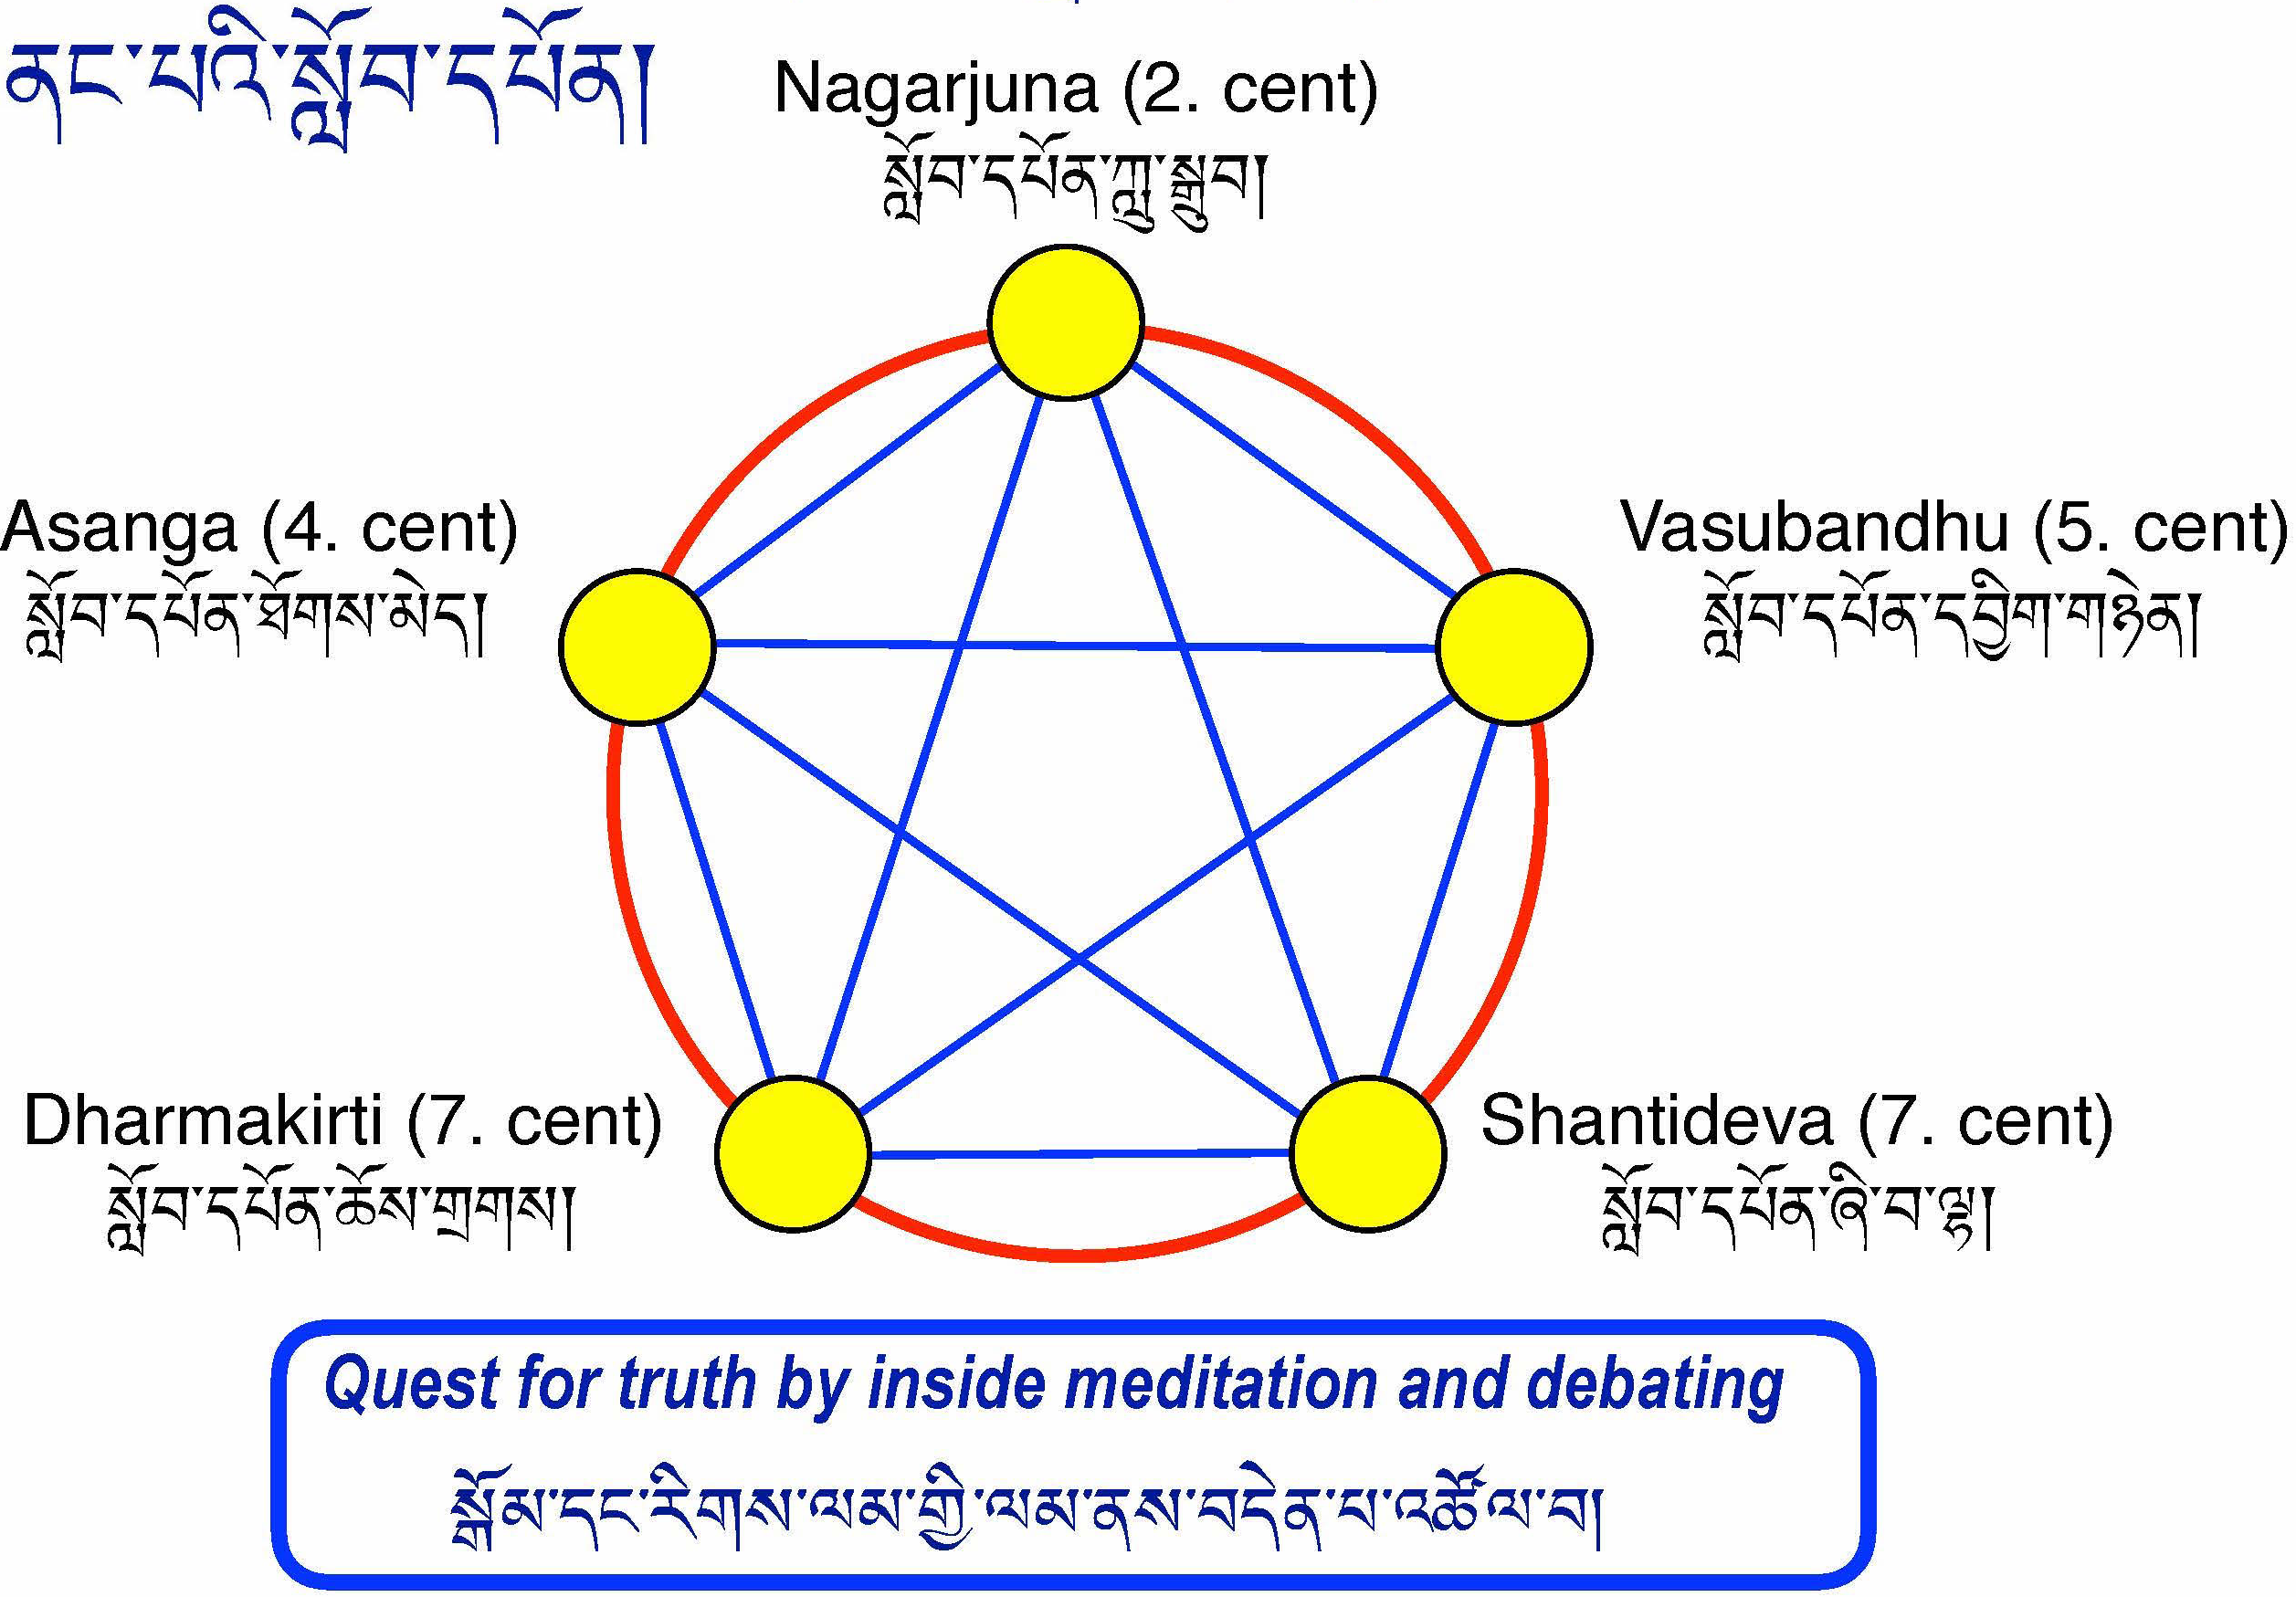 ནང་པའི་སློབ་དཔོན།
Nagarjuna (2. cent)
སློབ་དཔོན་ཀླུ་སྒྲུབ།
Asanga (4. cent)
སློབ་དཔོན་ཐོགས་མེད།
Vasubandhu (5. cent)
སློབ་དཔོན་དབྱིག་གཉེན།
Dharmakirti (7. cent)
སློབ་དཔོན་ཆོས་གྲགས།
Shantideva (7. cent)
སློབ་དཔོན་ཞི་བ་ལྷ།
Quest for truth by inside meditation and debating
སྒོམ་དང་རིགས་ལམ་གྱི་ལམ་ནས་བདེན་པ་འཚོལ་བ།